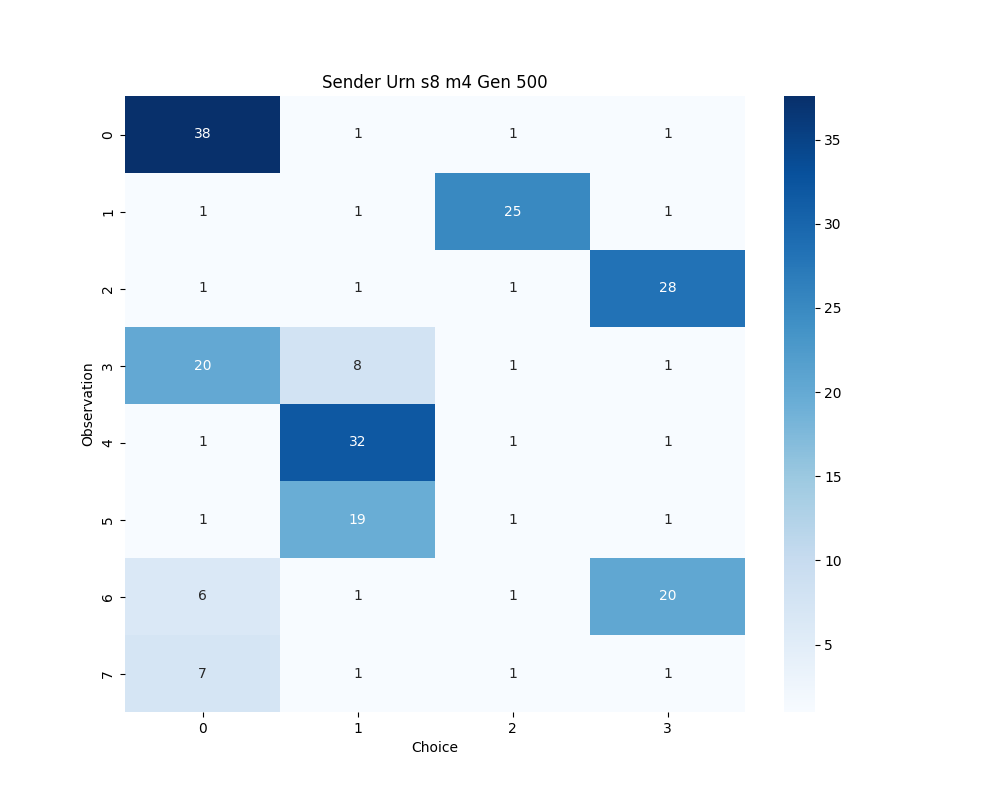 Sender Urn s8 m4 Gen 500
0 38 1 1 1
1 1 1 25 1
2 1 1 1 28
3 20 8 1 1
4 1 32 1 1
5 1 19 1 1
6 6 1 1 20
7 7 1 1 1
0 1 2 3
Choice
Observation
35
30
25
20
15
10
5